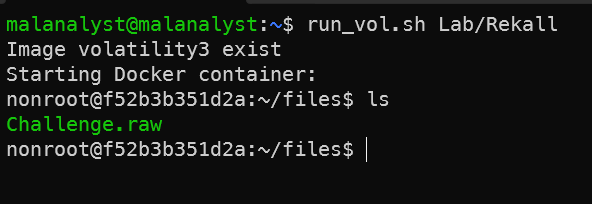 malanalyst@malanalyst:~$ run_vol.sh Lab/Rekall
Image volatility3 exist
Starting Docker container:
nonroot@f52b3b351d2a:~/files$ ls
Challenge.raw
nonroot@f52b3b351d2a:~/files$